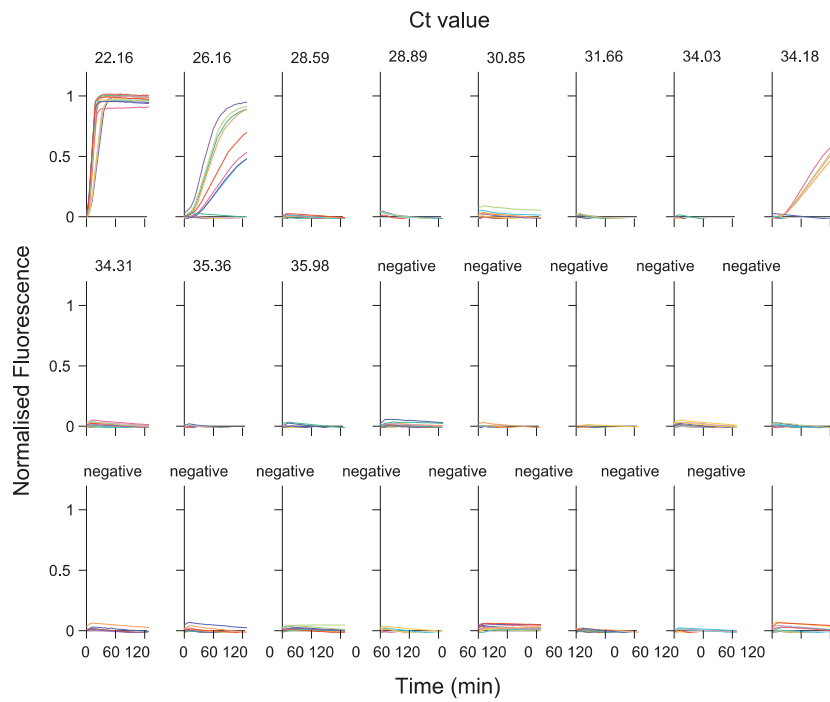 Ct value
22.16 26.16 28.59 28.89 30.85 31.66 34.03 34.18
1
0.5
0
34.31 35.36 35.98 negative negative negative negative negative
1
0.5
0
negative negative negative negative negative negative negative
1
0.5
0
0 60 120 0 60 120 0 60 120 0 60 120 0 60 120 0 60 120 0 60 120
Time (min)
Normalised Fluorescence